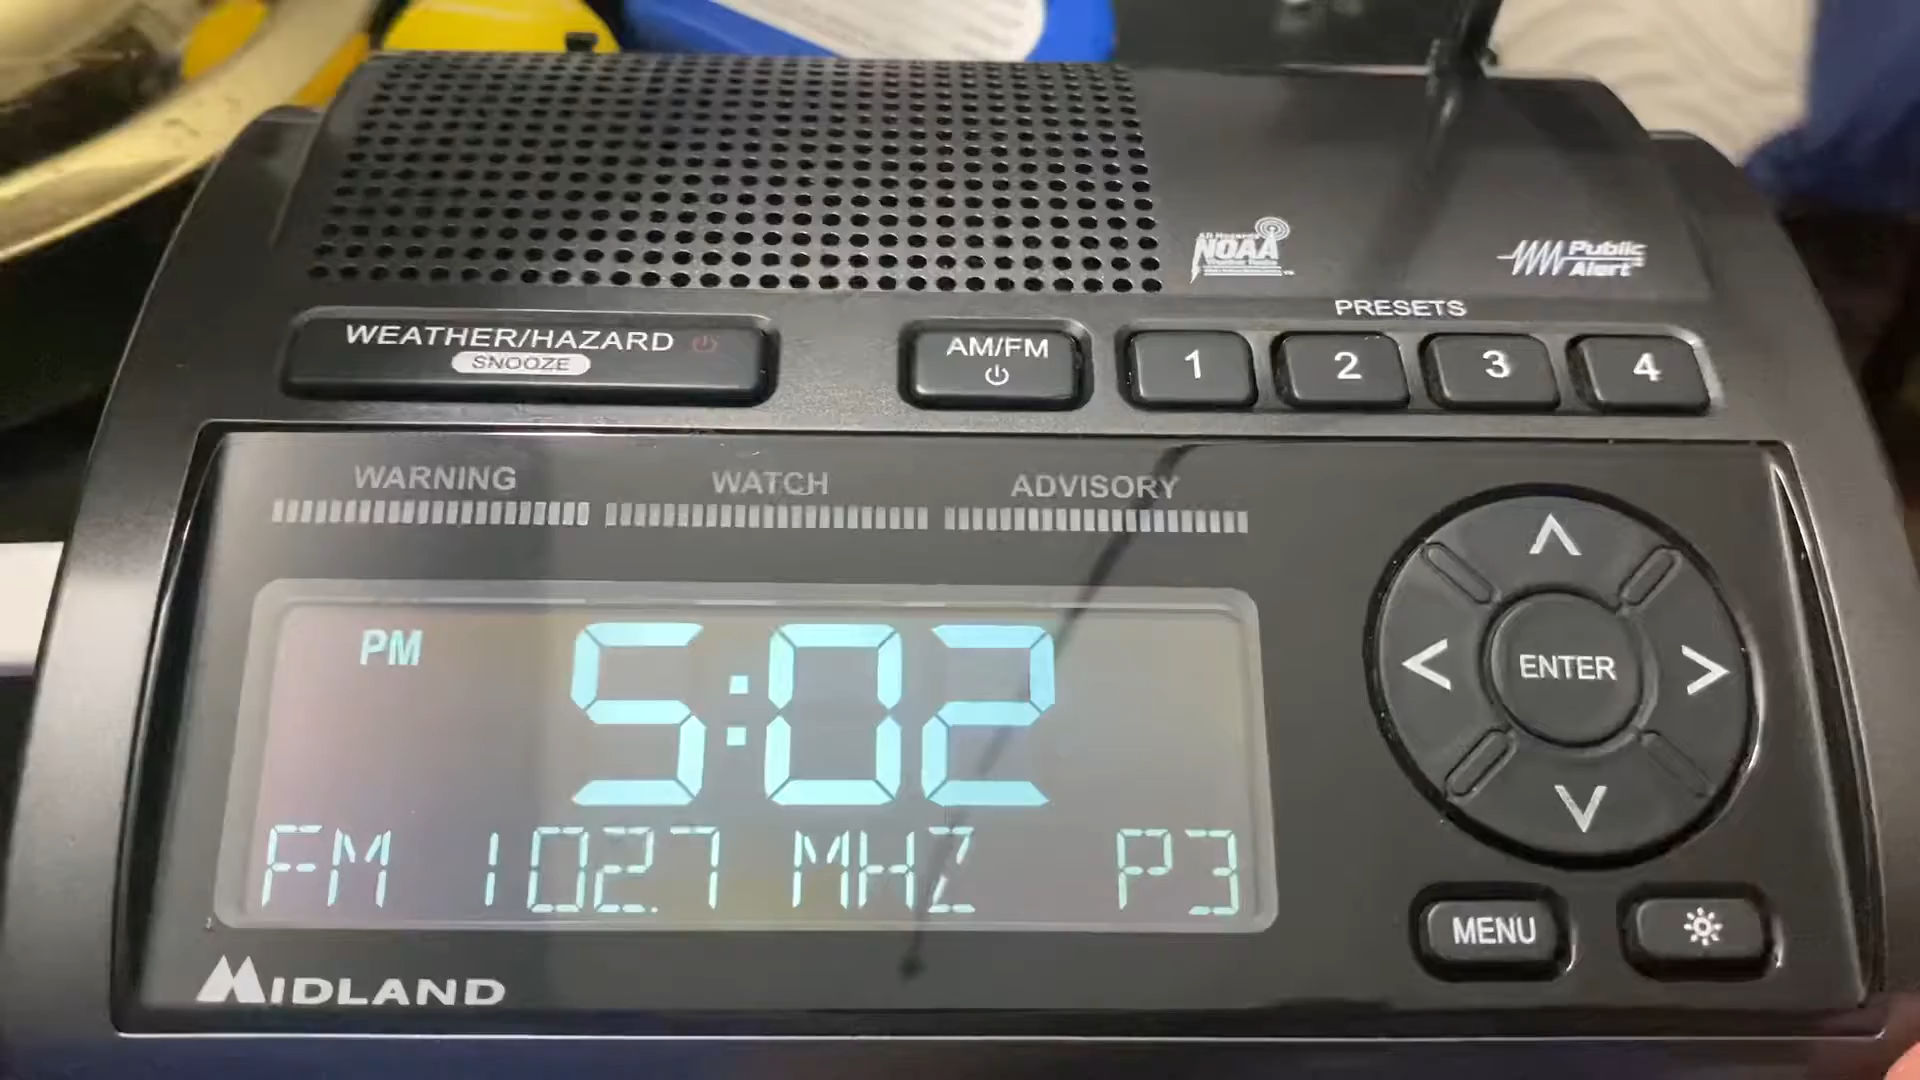 NOAA
Public
Alert
PRESETS
WEATHER/HAZARD
SNOOZE
AM/FM
1
2
3
4
WARNING
WATCH
ADVISORY
PM
5:02
FM 102.7 MHZ P3
ENTER
MENU
MIDLAND